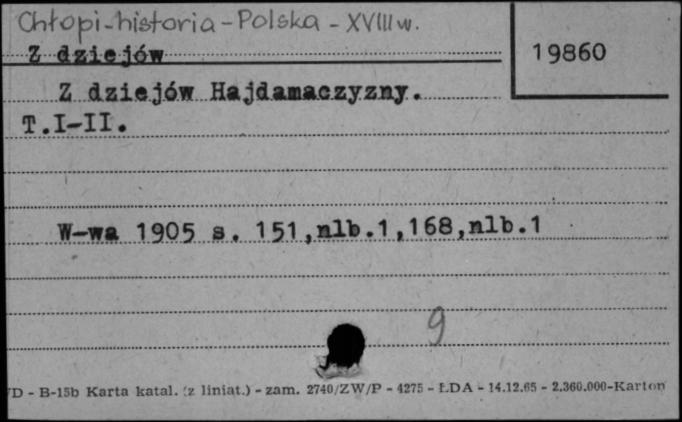 Chłopi-historia-Polska-XVIII w.
Z dziejów
19860
Z dziejów Hajdamaczyzny.
T.I-II.
W-wa 1905 s. 151,nlb.1,168,nlb.1
9
D - B-15b Karta katal. (z liniat.) - zam. 2740/ZW/P - 4275 - ŁDA - 14.12.65 - 2.360.000-Karton